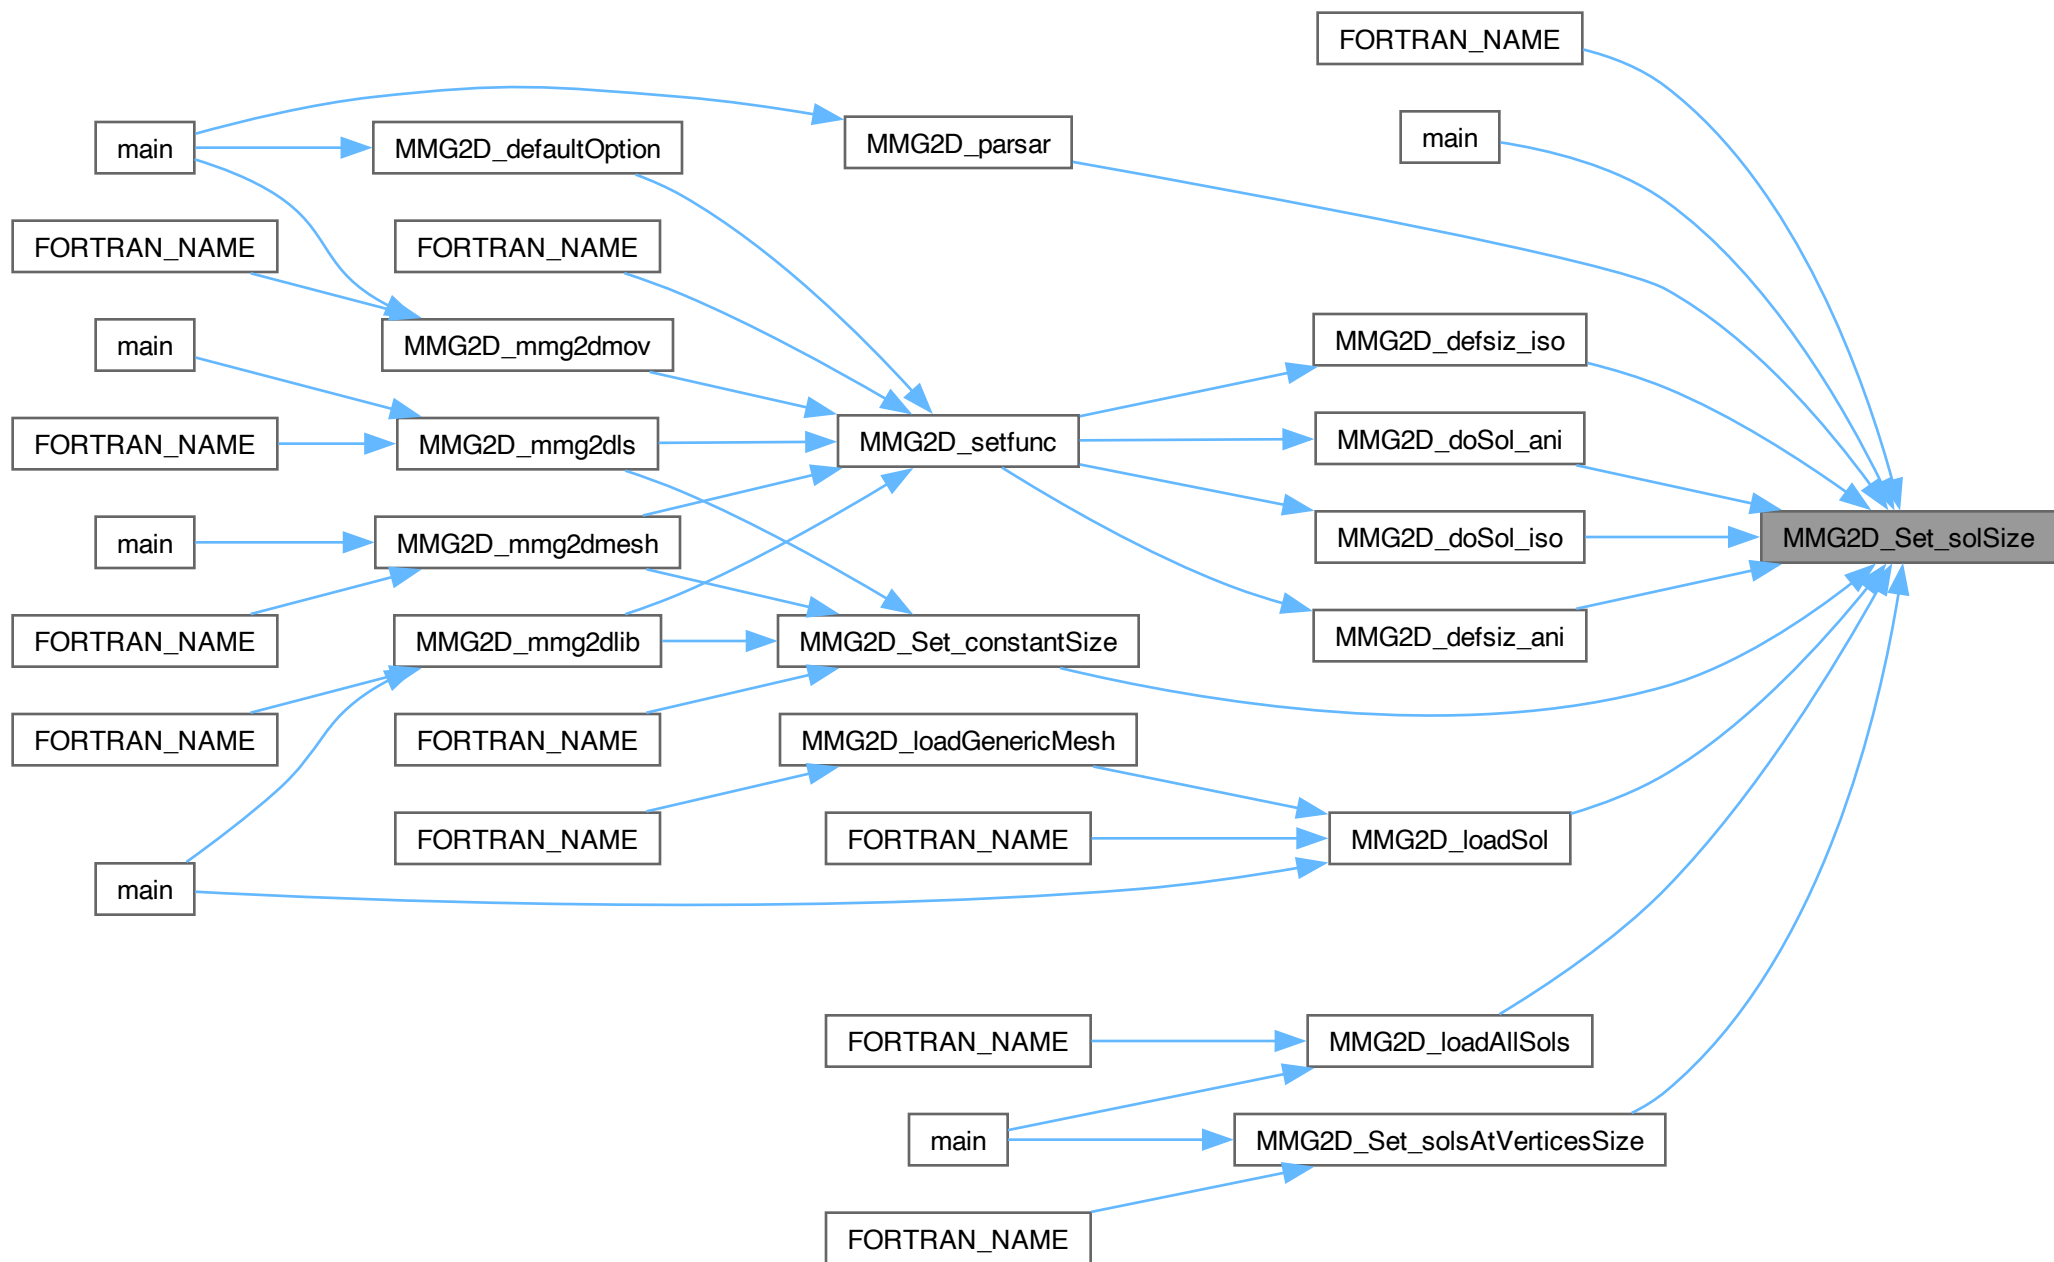 FORTRAN_NAME
main
main
MMG2D_defaultOption
MMG2D_parsar
FORTRAN_NAME
FORTRAN_NAME
main
MMG2D_mmg2dmov
MMG2D_defsiz_iso
FORTRAN_NAME
MMG2D_mmg2dls
MMG2D_setfunc
MMG2D_doSol_ani
main
MMG2D_mmg2dmesh
MMG2D_doSol_iso
MMG2D_Set_solSize
FORTRAN_NAME
MMG2D_mmg2dlib
MMG2D_Set_constantSize
MMG2D_defsiz_ani
FORTRAN_NAME
FORTRAN_NAME
MMG2D_loadGenericMesh
FORTRAN_NAME
FORTRAN_NAME
MMG2D_loadSol
main
FORTRAN_NAME
MMG2D_loadAllSols
main
MMG2D_Set_solsAtVerticesSize
FORTRAN_NAME